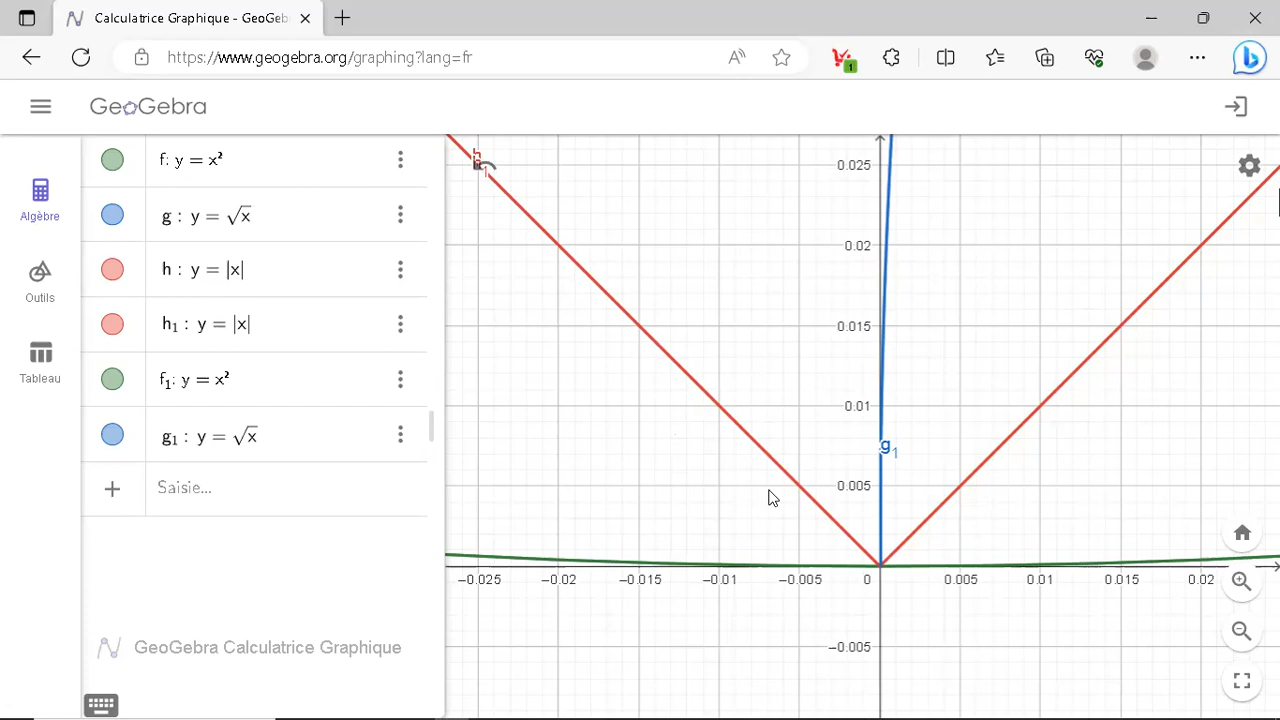 Calculatrice Graphique - GeoGeb
https://www.geogebra.org/graphing?lang=fr
1
GeoGebra
Algèbre
Outils
Tableau
f: y = x²
g : y = √x
h : y = |x|
h₁ : y = |x|
f₁: y = x²
g₁ : y = √x
Saisie...
GeoGebra Calculatrice Graphique
0.025
0.02
0.015
0.01
g₁
0.005
−0.025 −0.02 −0.015 −0.01 −0.005 0 0.005 0.01 0.015 0.02
−0.005